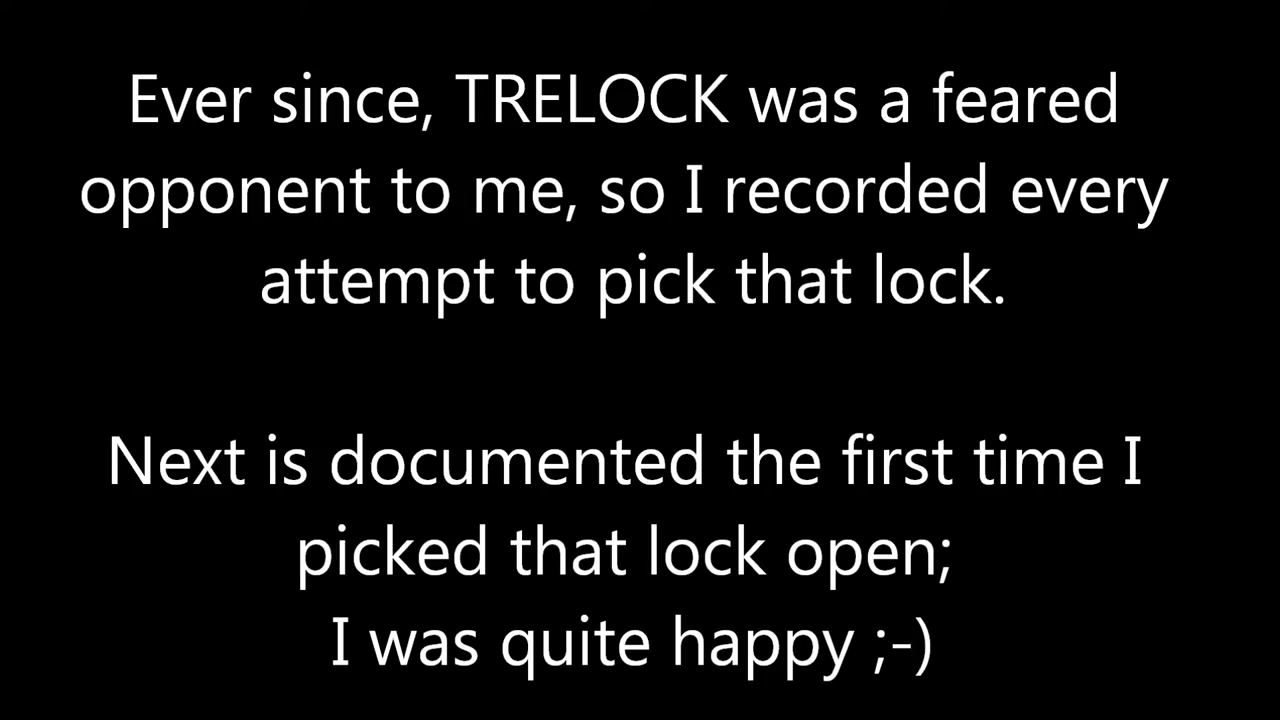 Ever since, TRELOCK was a feared
opponent to me, so I recorded every
attempt to pick that lock.
Next is documented the first time I
picked that lock open;
I was quite happy ;-)